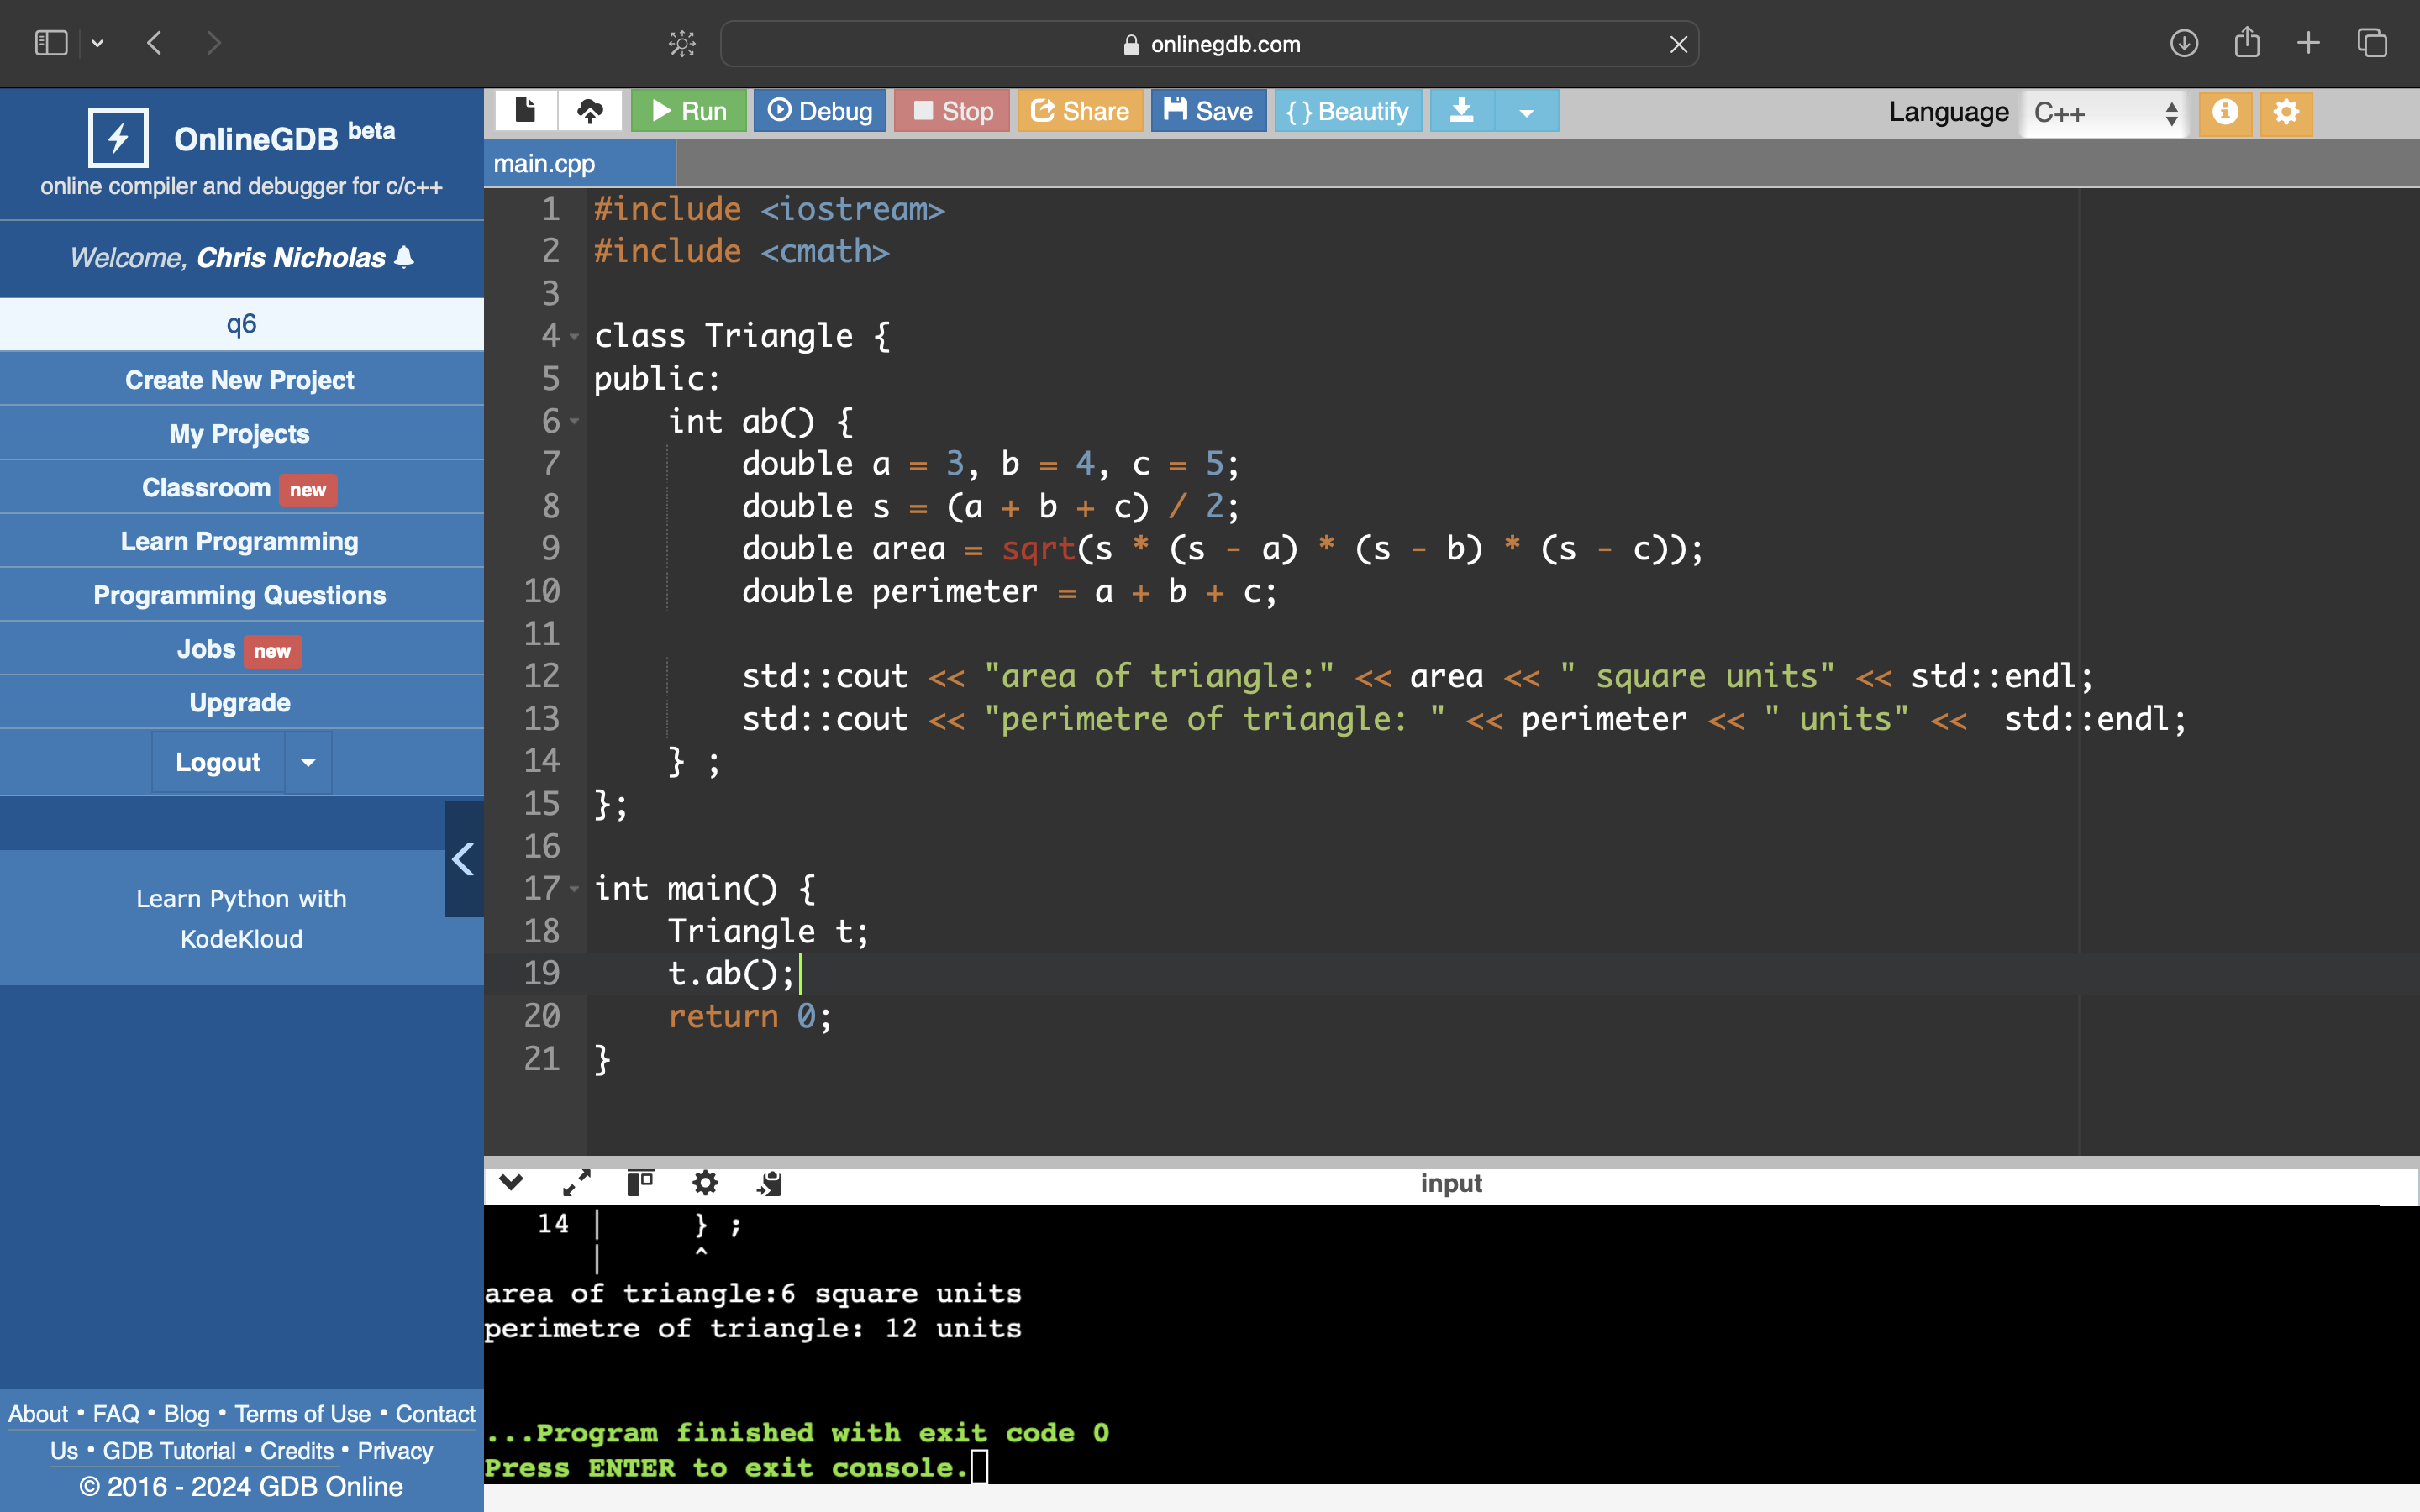 onlinegdb.com
OnlineGDB beta
online compiler and debugger for c/c++
Welcome, Chris Nicholas
q6
Create New Project
My Projects
Classroom new
Learn Programming
Programming Questions
Jobs new
Upgrade
Logout
Learn Python with
KodeKloud
About • FAQ • Blog • Terms of Use • Contact
Us • GDB Tutorial • Credits • Privacy
© 2016 - 2024 GDB Online
Run Debug Stop Share Save { } Beautify Language C++
main.cpp
1 #include <iostream>
2 #include <cmath>
3
4 class Triangle {
5 public:
6     int ab() {
7         double a = 3, b = 4, c = 5;
8         double s = (a + b + c) / 2;
9         double area = sqrt(s * (s - a) * (s - b) * (s - c));
10         double perimeter = a + b + c;
11
12         std::cout << "area of triangle:" << area << " square units" << std::endl;
13         std::cout << "perimetre of triangle: " << perimeter << " units" <<  std::endl;
14     } ;
15 };
16
17 int main() {
18     Triangle t;
19     t.ab();
20     return 0;
21 }
input
14 |     } ;
|     ^
area of triangle:6 square units
perimetre of triangle: 12 units
...Program finished with exit code 0
Press ENTER to exit console.